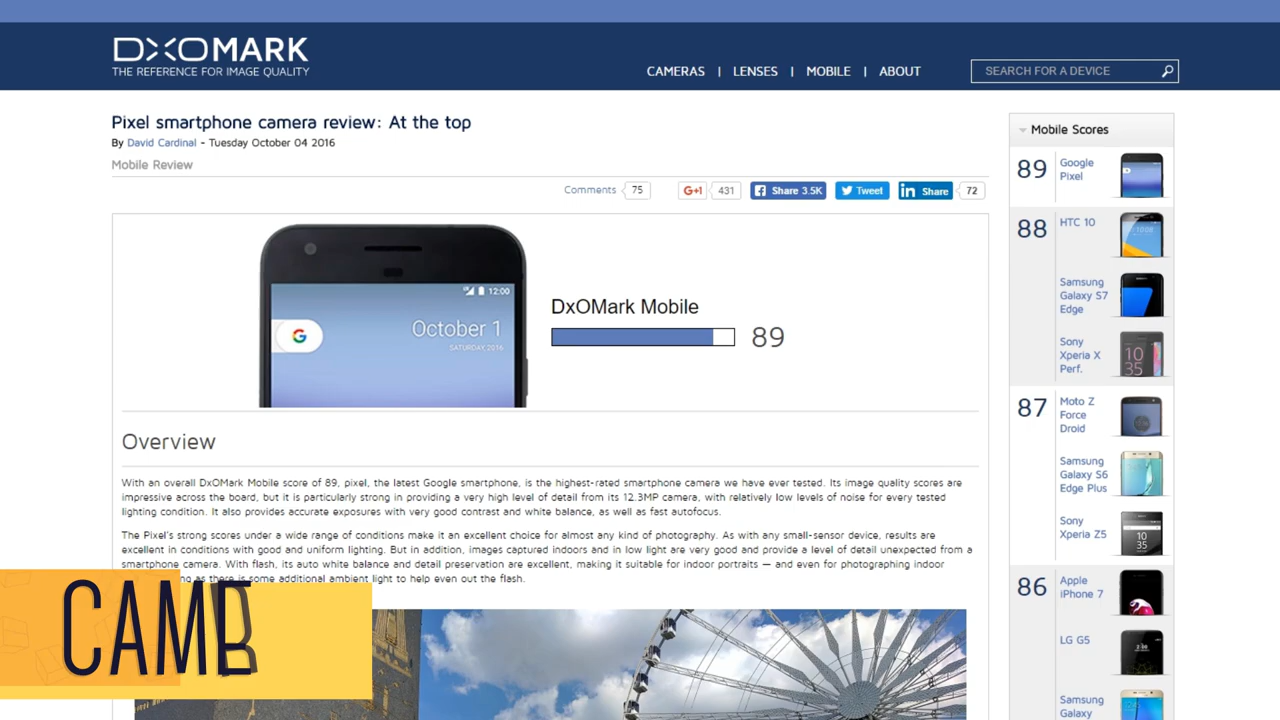 DXOMARK
THE REFERENCE FOR IMAGE QUALITY
CAMERAS | LENSES | MOBILE | ABOUT
SEARCH FOR A DEVICE
Pixel smartphone camera review: At the top
By David Cardinal - Tuesday October 04 2016
Mobile Review
Comments 75
G+1 431
Share 3.5K
Tweet
in Share 72
12:00
G
October 1
SATURDAY, 2016
DxOMark Mobile
89
Overview
With an overall DxOMark Mobile score of 89, pixel, the latest Google smartphone, is the highest-rated smartphone camera we have ever tested. Its image quality scores are
impressive across the board, but it is particularly strong in providing a very high level of detail from its 12.3MP camera, with relatively low levels of noise for every tested
lighting condition. It also provides accurate exposures with very good contrast and white balance, as well as fast autofocus.
The Pixel's strong scores under a wide range of conditions make it an excellent choice for almost any kind of photography. As with any small-sensor device, results are
excellent in conditions with good and uniform lighting. But in addition, images captured indoors and in low light are very good and provide a level of detail unexpected from a
smartphone camera. With flash, its auto white balance and detail preservation are excellent, making it suitable for indoor portraits — and even for photographing indoor
as there is some additional ambient light to help even out the flash.
CAM
Mobile Scores
89
Google
Pixel
88
HTC 10
Samsung
Galaxy S7
Edge
Sony
Xperia X
Perf.
10
35
87
Moto Z
Force
Droid
Samsung
Galaxy S6
Edge Plus
Sony
Xperia Z5
10
35
86
Apple
iPhone 7
LG G5
Samsung
Galaxy